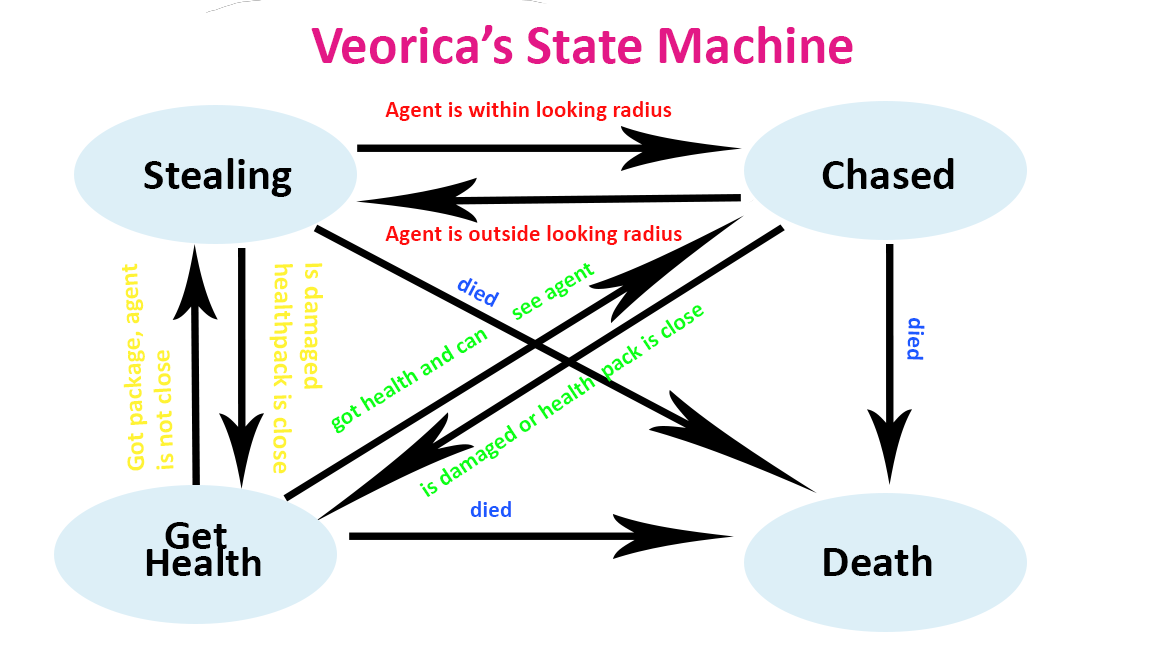 Veorica's State Machine
Agent is within looking radius
Stealing
Chased
Agent is outside looking radius
died
see agent
got health and can
Got package, agent
is not close
Is damaged
healthpack is close
pack is close
is damaged or health
died
died
Get
Health
Death